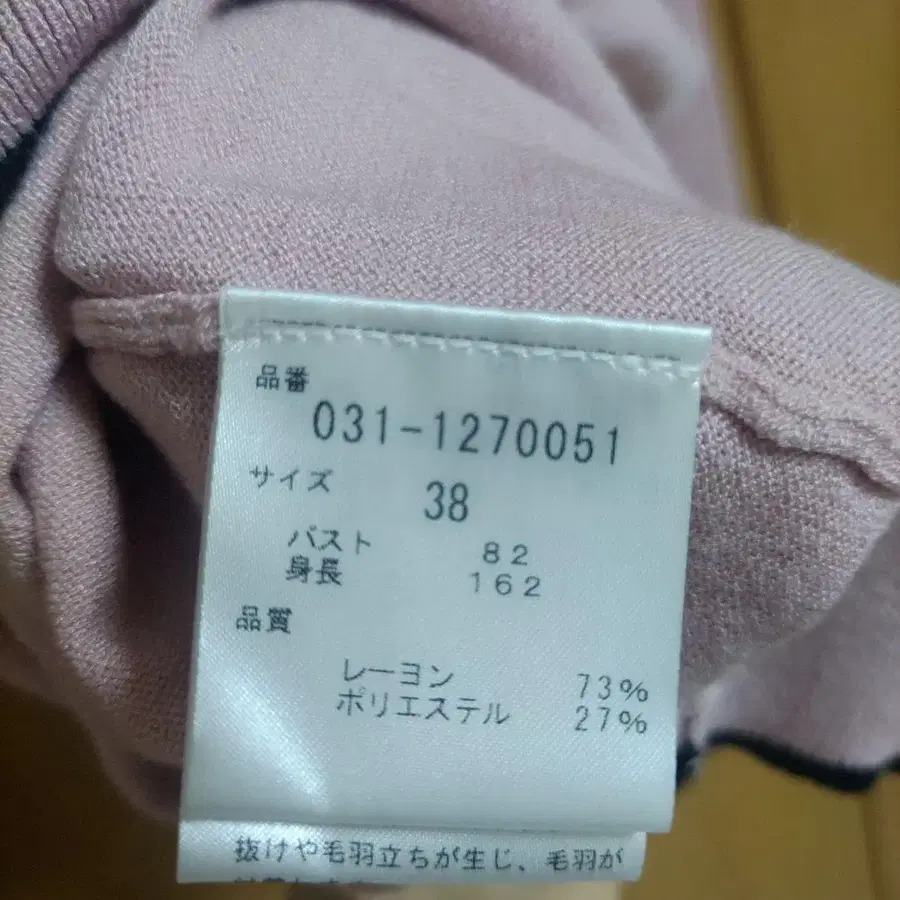 品番
031-1270051
サイズ 38
バスト 82
身長 162
品質
レーヨン 73%
ポリエステル 27%
抜けや毛羽立ちが生じ、毛羽が